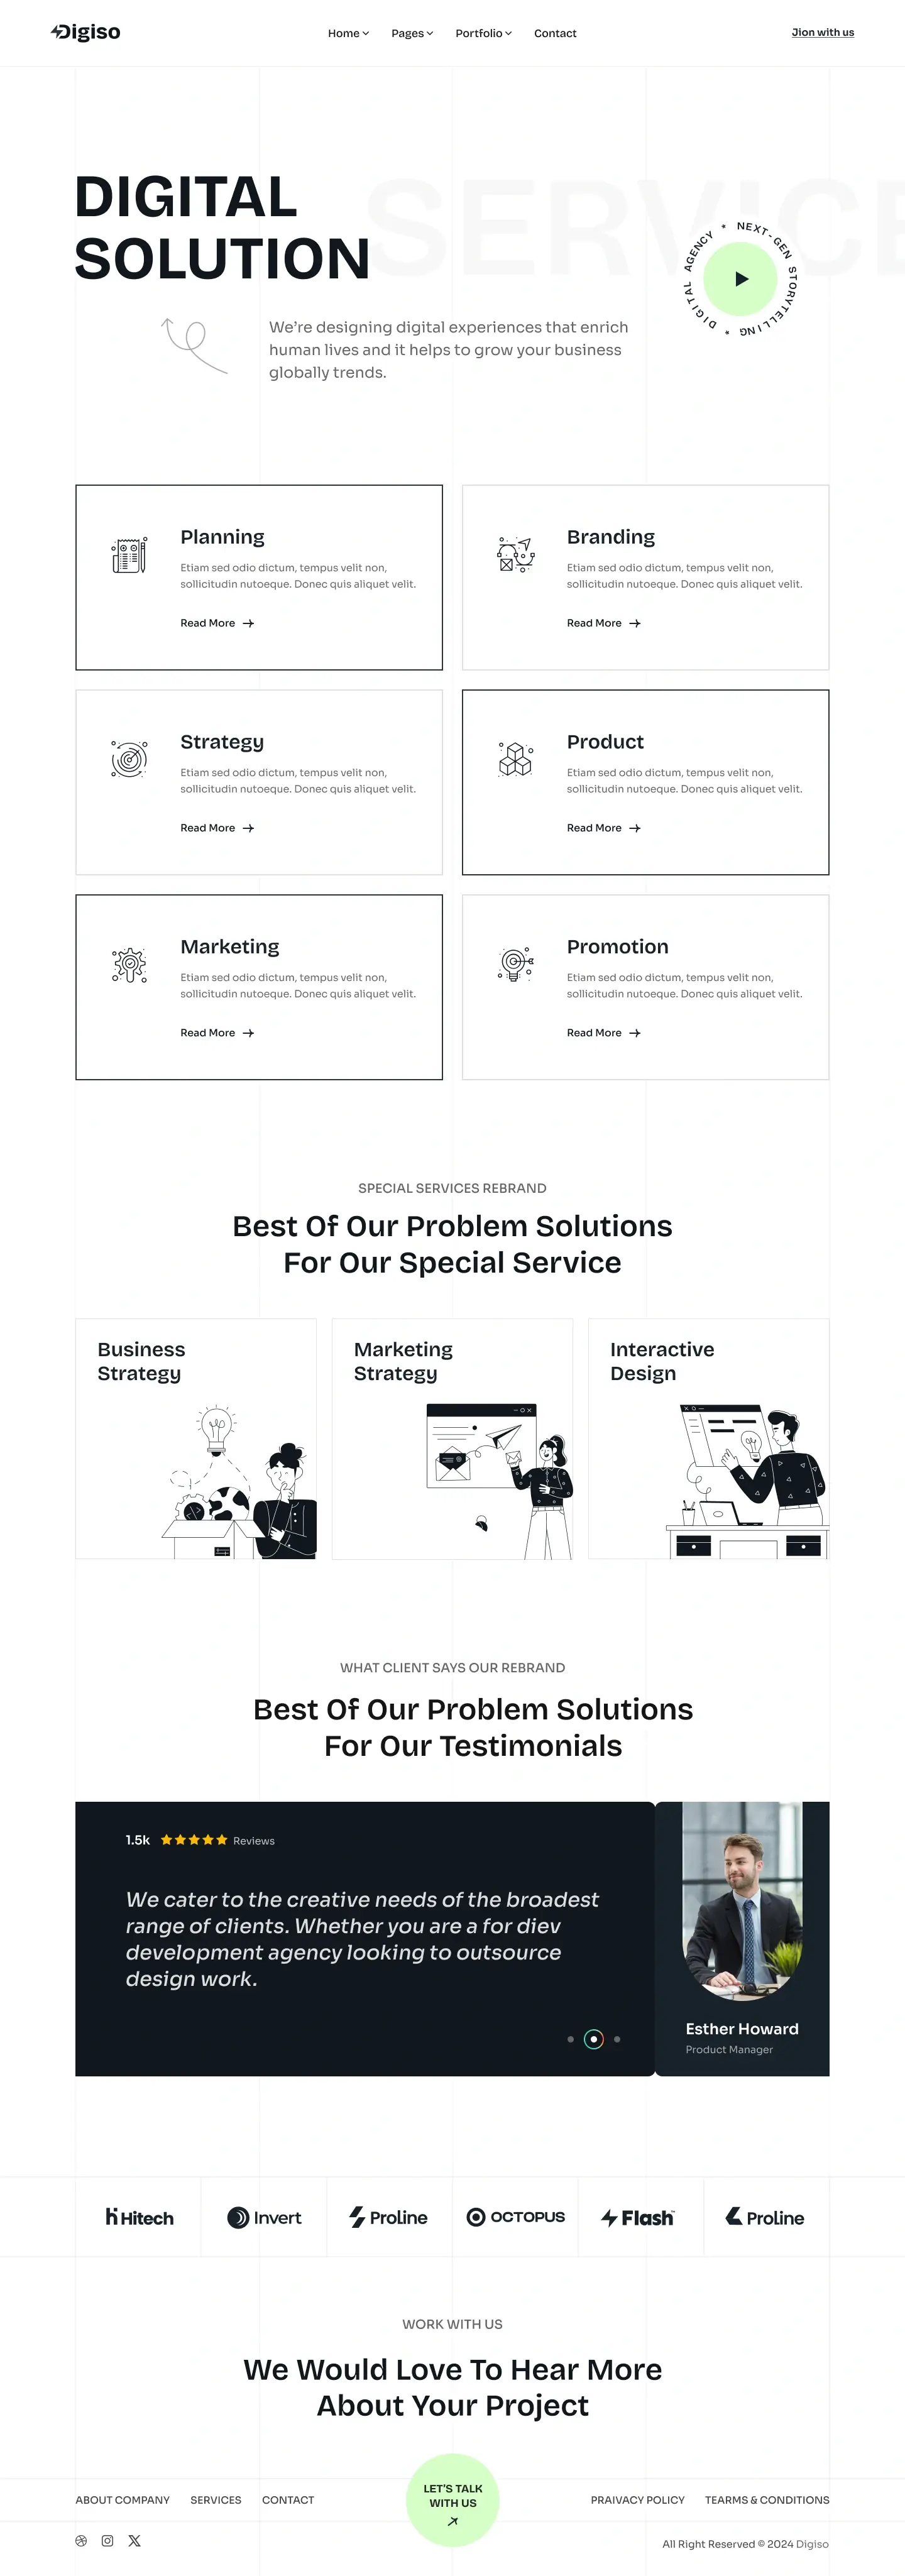 Digiso
Home
Pages
Portfolio
Contact
Jion with us
SERVICE
DIGITAL
SOLUTION
NEXT-GEN STORYTELLING * DIGITAL AGENCY *
We’re designing digital experiences that enrich
human lives and it helps to grow your business
globally trends.
Planning
Etiam sed odio dictum, tempus velit non,
sollicitudin nutoeque. Donec quis aliquet velit.
Read More
Branding
Etiam sed odio dictum, tempus velit non,
sollicitudin nutoeque. Donec quis aliquet velit.
Read More
Strategy
Etiam sed odio dictum, tempus velit non,
sollicitudin nutoeque. Donec quis aliquet velit.
Read More
Product
Etiam sed odio dictum, tempus velit non,
sollicitudin nutoeque. Donec quis aliquet velit.
Read More
Marketing
Etiam sed odio dictum, tempus velit non,
sollicitudin nutoeque. Donec quis aliquet velit.
Read More
Promotion
Etiam sed odio dictum, tempus velit non,
sollicitudin nutoeque. Donec quis aliquet velit.
Read More
SPECIAL SERVICES REBRAND
Best Of Our Problem Solutions
For Our Special Service
Business
Strategy
Marketing
Strategy
Interactive
Design
WHAT CLIENT SAYS OUR REBRAND
Best Of Our Problem Solutions
For Our Testimonials
1.5k
Reviews
We cater to the creative needs of the broadest
range of clients. Whether you are a for diev
development agency looking to outsource
design work.
Esther Howard
Product Manager
Hitech
Invert
Proline
OCTOPUS
Flash™
Proline
WORK WITH US
We Would Love To Hear More
About Your Project
LET’S TALK
WITH US
ABOUT COMPANY
SERVICES
CONTACT
PRAIVACY POLICY
TEARMS & CONDITIONS
All Right Reserved © 2024 Digiso